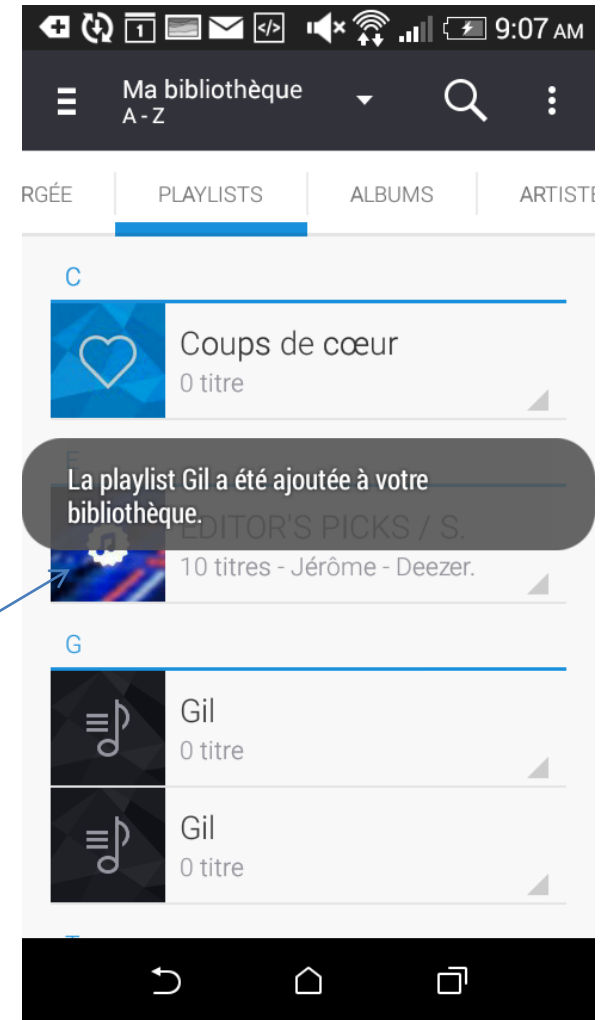 1
</>
9:07 AM
Ma bibliothèque
A - Z
RGÉE
PLAYLISTS
ALBUMS
ARTISTE
C
Coups de cœur
0 titre
E
La playlist Gil a été ajoutée à votre
bibliothèque.
EDITOR'S PICKS / S.
10 titres - Jérôme - Deezer.
G
Gil
0 titre
Gil
0 titre
T